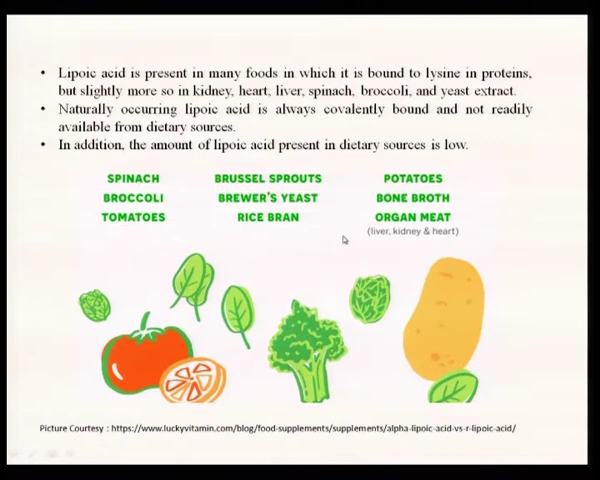 • Lipoic acid is present in many foods in which it is bound to lysine in proteins,
but slightly more so in kidney, heart, liver, spinach, broccoli, and yeast extract.
• Naturally occurring lipoic acid is always covalently bound and not readily
available from dietary sources.
• In addition, the amount of lipoic acid present in dietary sources is low.
SPINACH BRUSSEL SPROUTS POTATOES
BROCCOLI BREWER'S YEAST BONE BROTH
TOMATOES RICE BRAN ORGAN MEAT
(liver, kidney & heart)
Picture Courtesy : https://www.luckyvitamin.com/blog/food-supplements/supplements/alpha-lipoic-acid-vs-r-lipoic-acid/